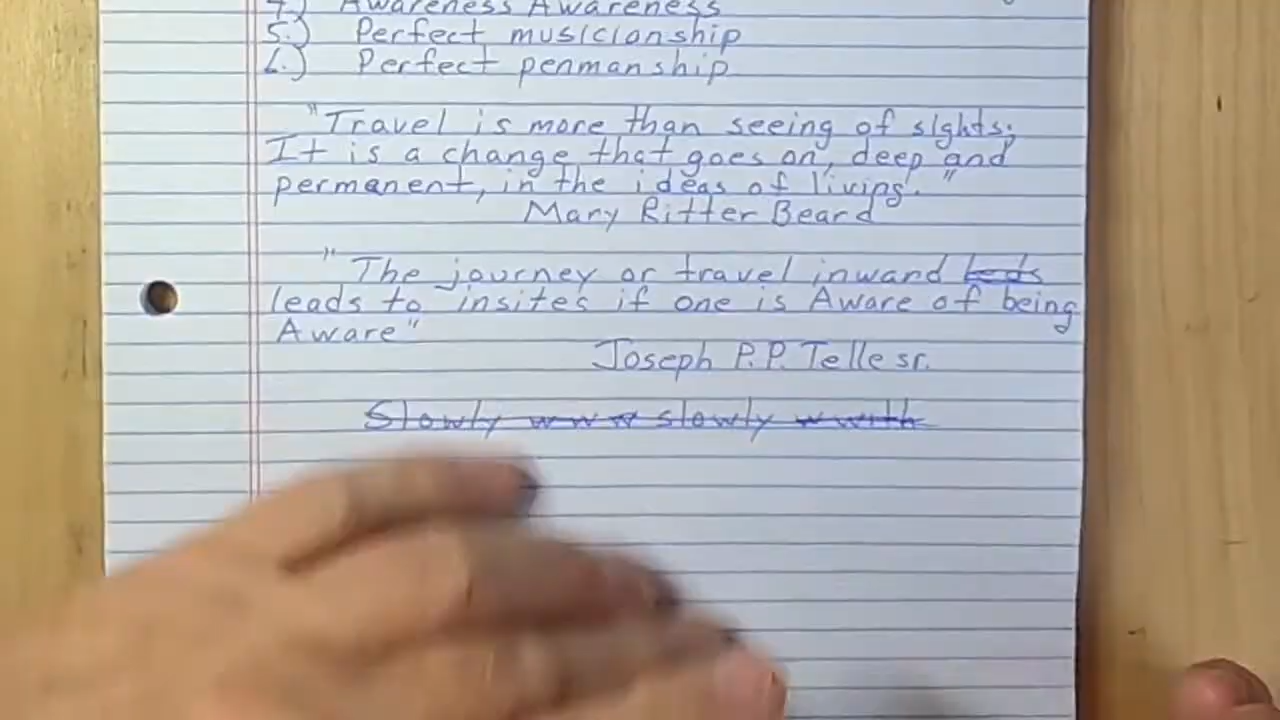 Awareness Awareness
5.) Perfect musicianship
6.) Perfect penmanship
"Travel is more than seeing of sights;
It is a change that goes on, deep and
permanent, in the ideas of living."
Mary Ritter Beard
"The journey or travel inward leds
leads to insites if one is Aware of being
Aware"
Joseph P.P. Telle sr.
Slowly w w w slowly w with